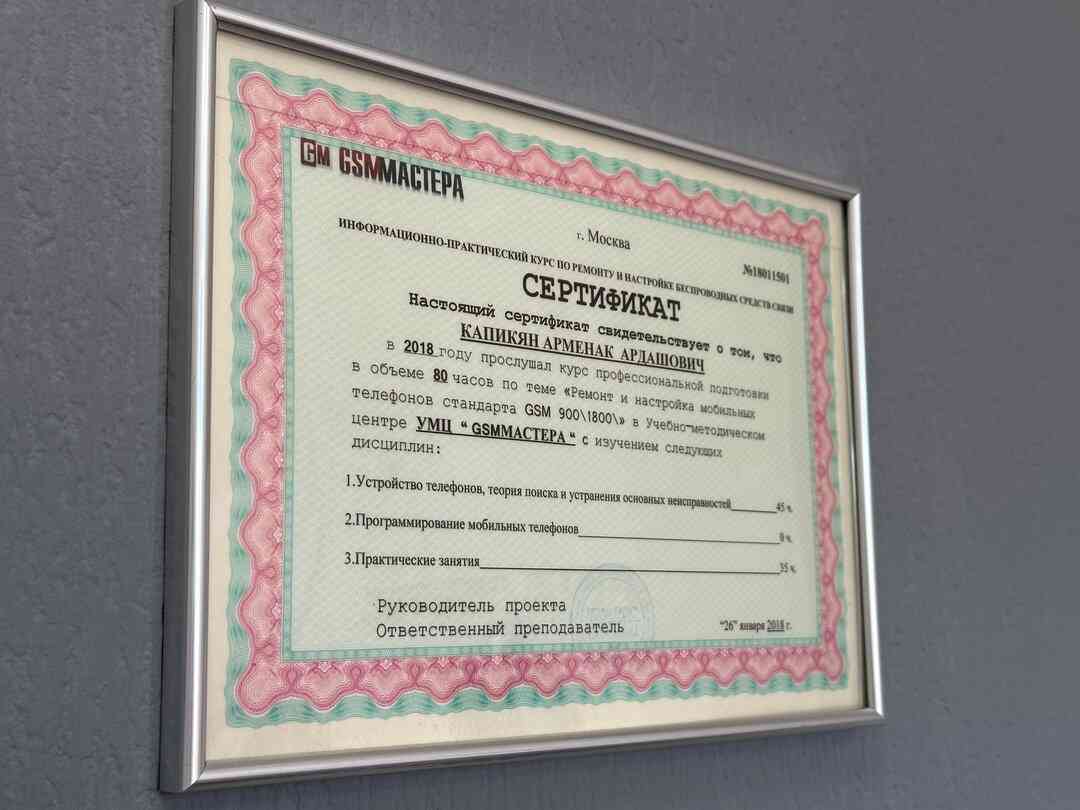 GM GSMМАСТЕРА
г. Москва
№18011501
ИНФОРМАЦИОННО-ПРАКТИЧЕСКИЙ КУРС ПО РЕМОНТУ И НАСТРОЙКЕ БЕСПРОВОДНЫХ СРЕДСТВ СВЯЗИ
СЕРТИФИКАТ
Настоящий сертификат свидетельствует о том, что
КАПИКЯН АРМЕНАК АРДАШОВИЧ
в 2018 году прослушал курс профессиональной подготовки
в объеме 80 часов по теме «Ремонт и настройка мобильных
телефонов стандарта GSM 900\1800\» в Учебно-методическом
центре УМЦ “ GSMМАСТЕРА “ с изучением следующих
дисциплин:
1.Устройство телефонов, теория поиска и устранения основных неисправностей 45 ч.
2.Программирование мобильных телефонов 0 ч.
3.Практические занятия 35 ч.
Руководитель проекта
Ответственный преподаватель
“26” января 2018 г.